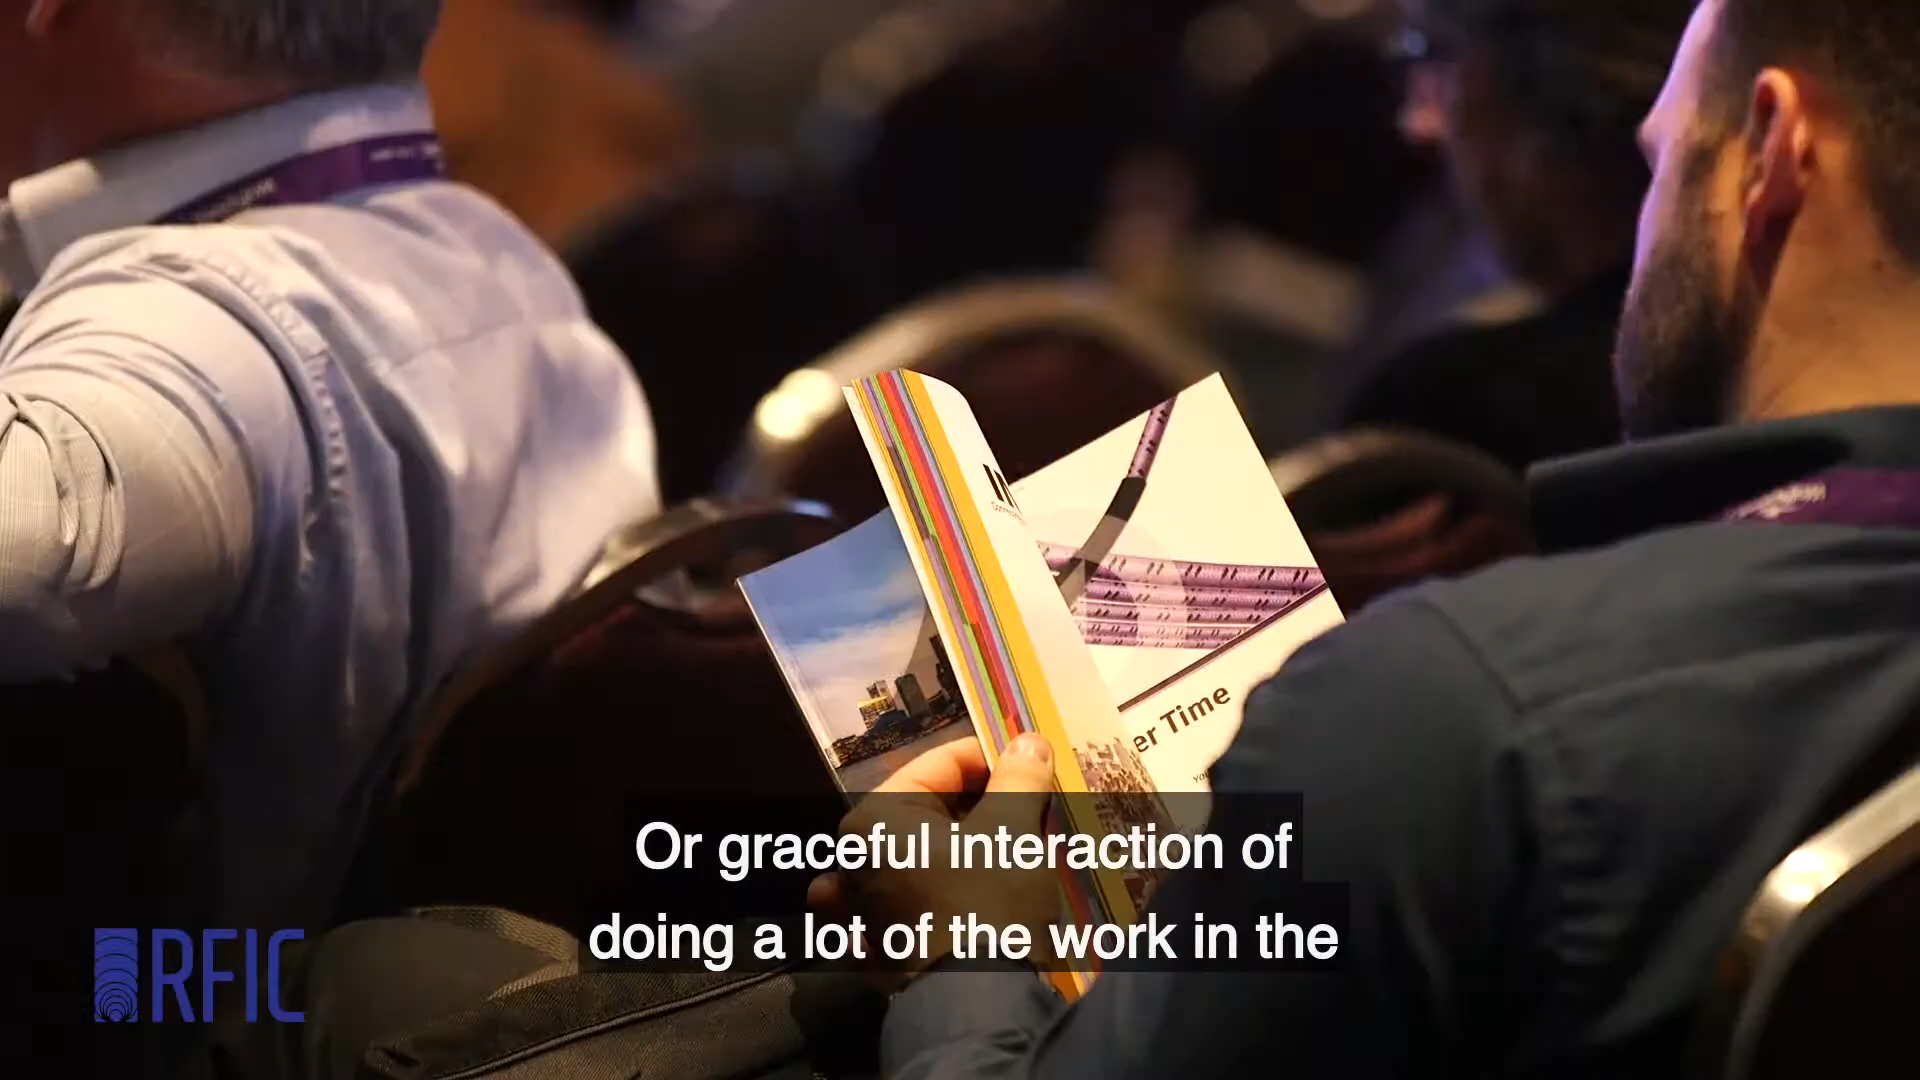 er Time
Or graceful interaction of
doing a lot of the work in the
RFIC